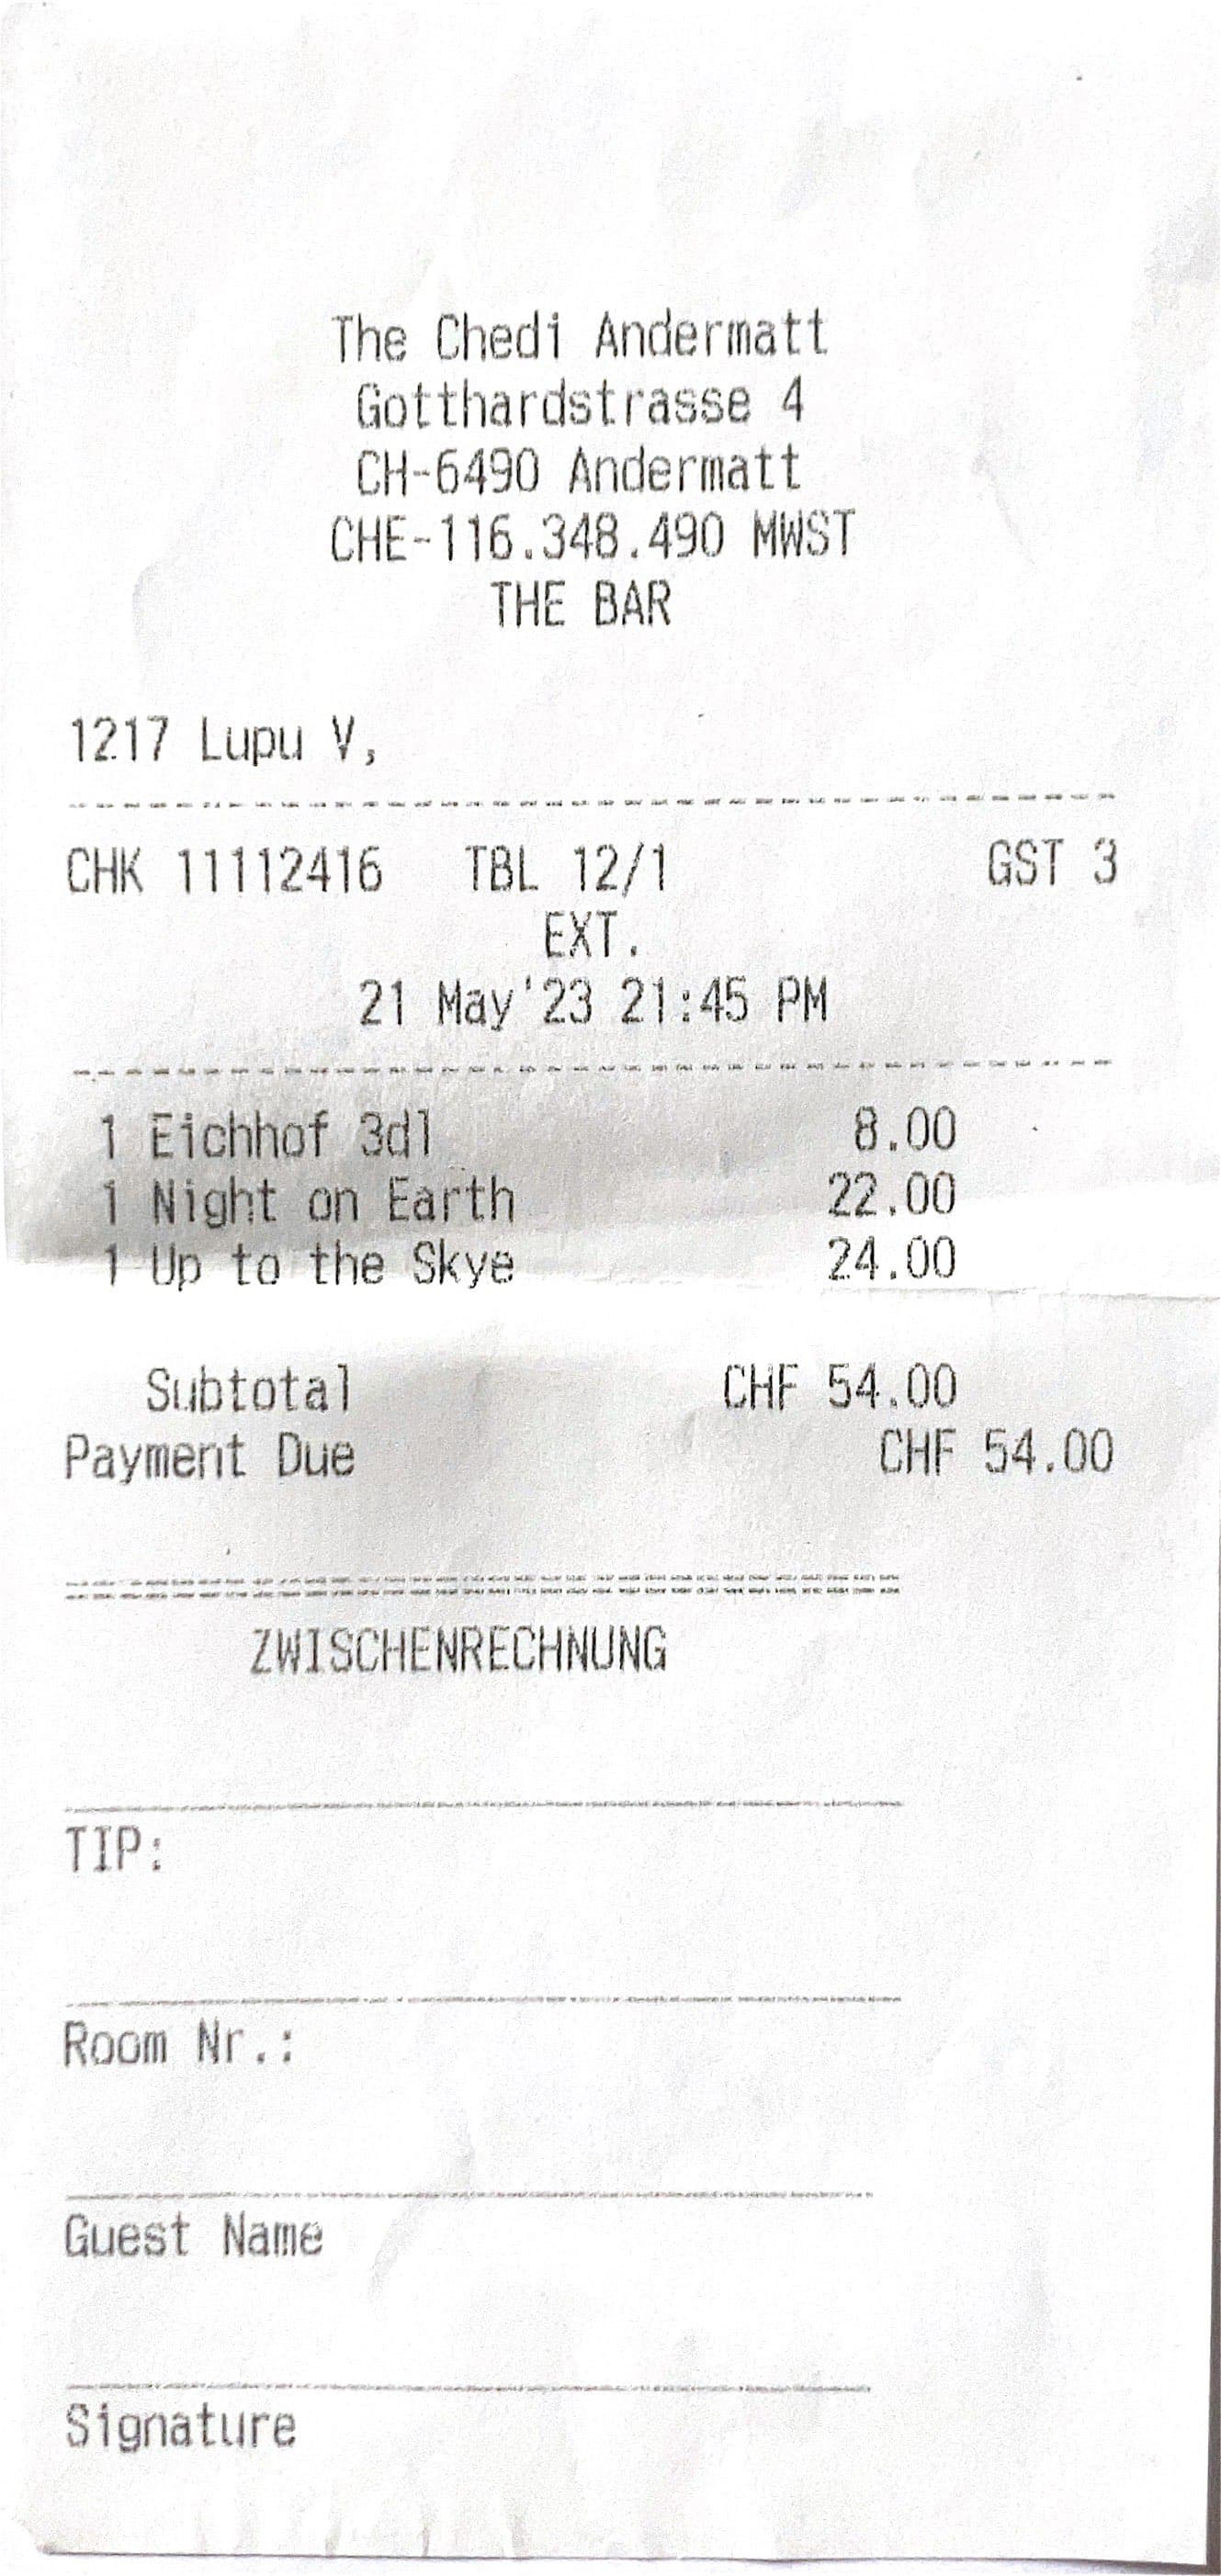 The Chedi Andermatt
Gotthardstrasse 4
CH-6490 Andermatt
CHE-116.348.490 MWST
THE BAR
1217 Lupu V,
CHK 11112416 TBL 12/1 GST 3
EXT.
21 May'23 21:45 PM
1 Eichhof 3dl 8.00
1 Night on Earth 22.00
1 Up to the Skye 24.00
Subtotal CHF 54.00
Payment Due CHF 54.00
ZWISCHENRECHNUNG
TIP:
Room Nr.:
Guest Name
Signature